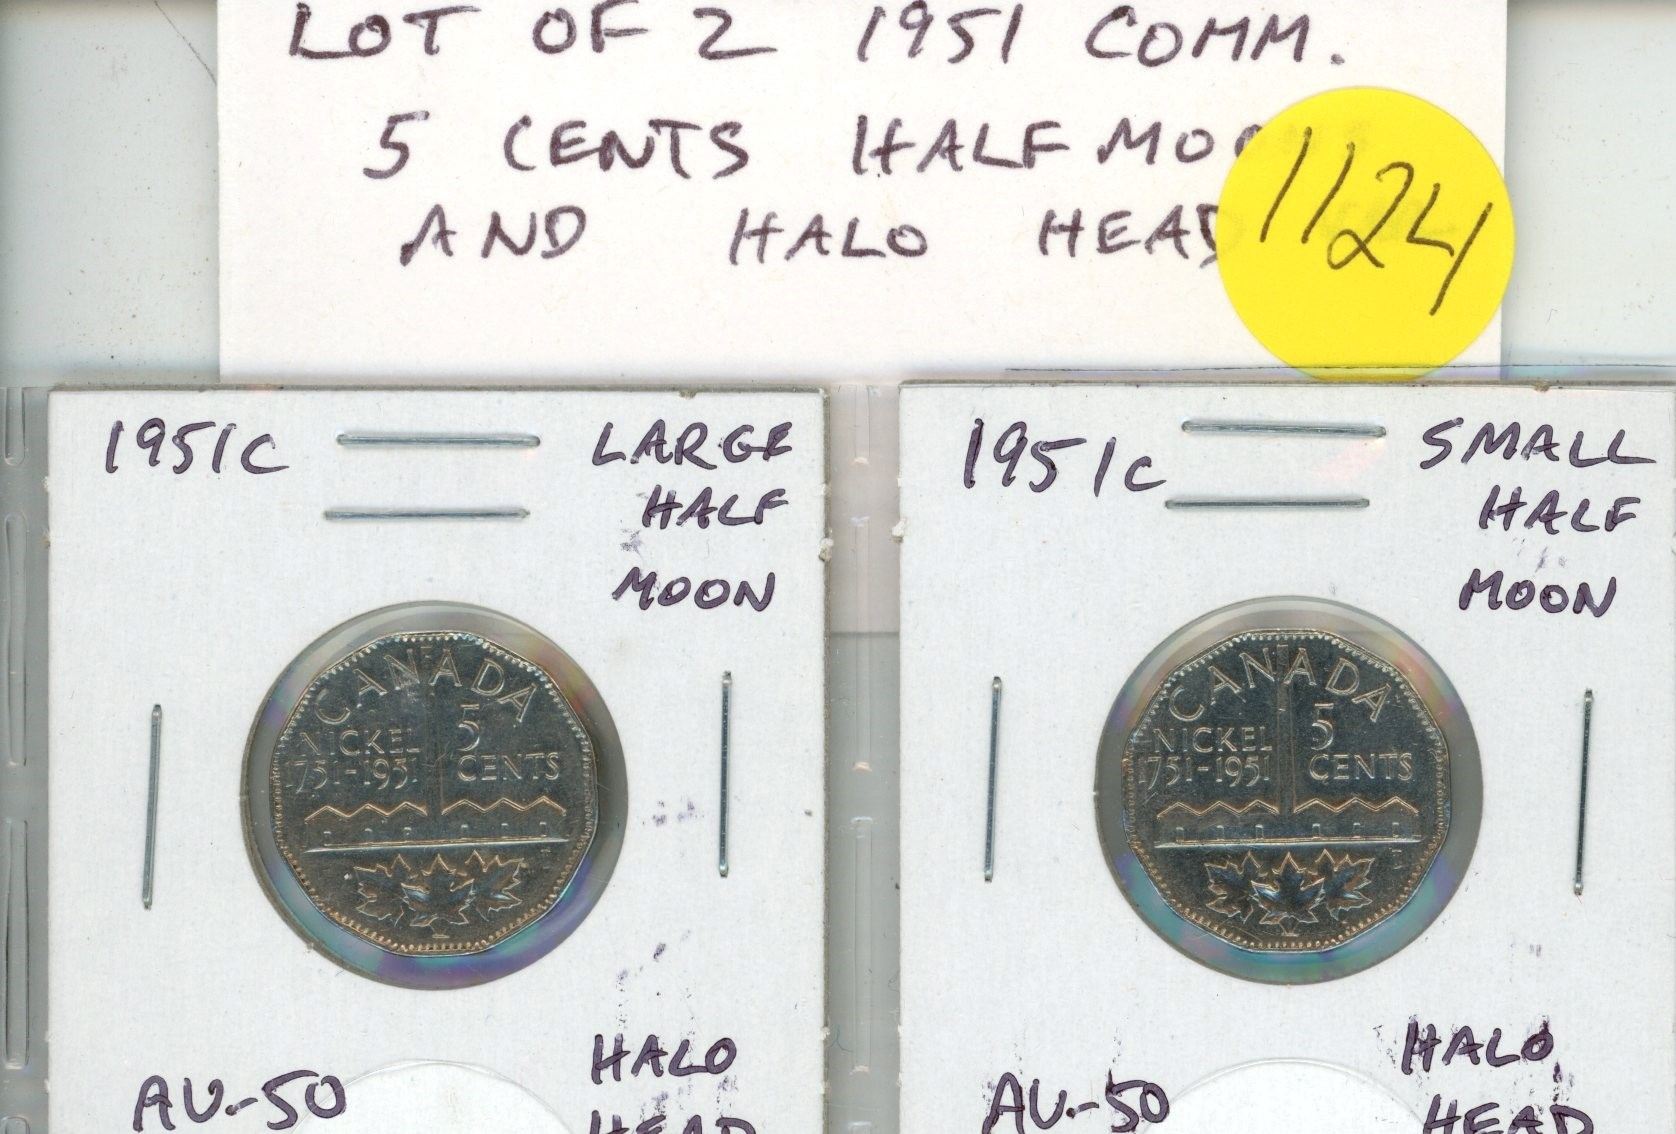 LOT OF 2 1951 COMM.
5 CENTS HALF MOO
AND HALO HEAD
1124
1951C
LARGE
HALF
MOON
CANADA
NICKEL
5
1751-1951
CENTS
AU-50
HALO
HEAD
1951C
SMALL
HALF
MOON
CANADA
NICKEL
5
1751-1951
CENTS
AU-50
HALO
HEAD